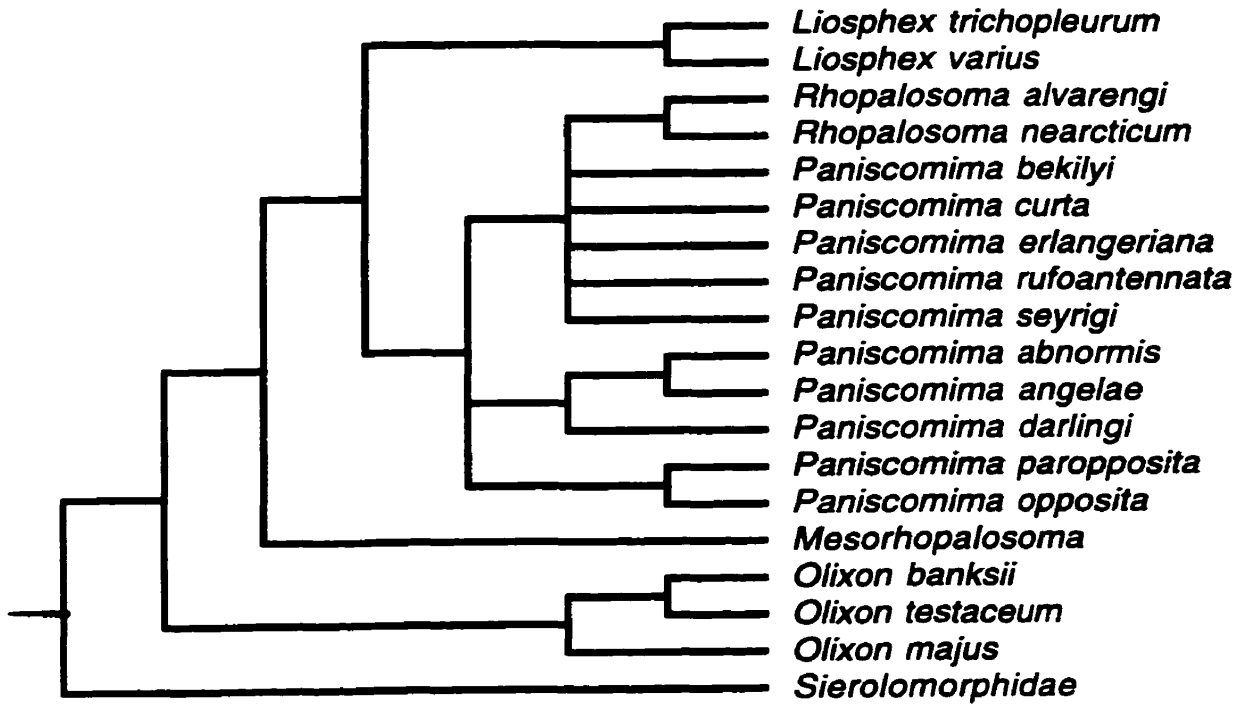 Liosphex trichopleurum
Liosphex varius
Rhopalosoma alvarengi
Rhopalosoma nearcticum
Paniscomima bekilyi
Paniscomima curta
Paniscomima erlangeriana
Paniscomima rufoantennata
Paniscomima seyrigi
Paniscomima abnormis
Paniscomima angelae
Paniscomima darlingi
Paniscomima paropposita
Paniscomima opposita
Mesorhopalosoma
Olixon banksii
Olixon testaceum
Olixon majus
Sierolomorphidae